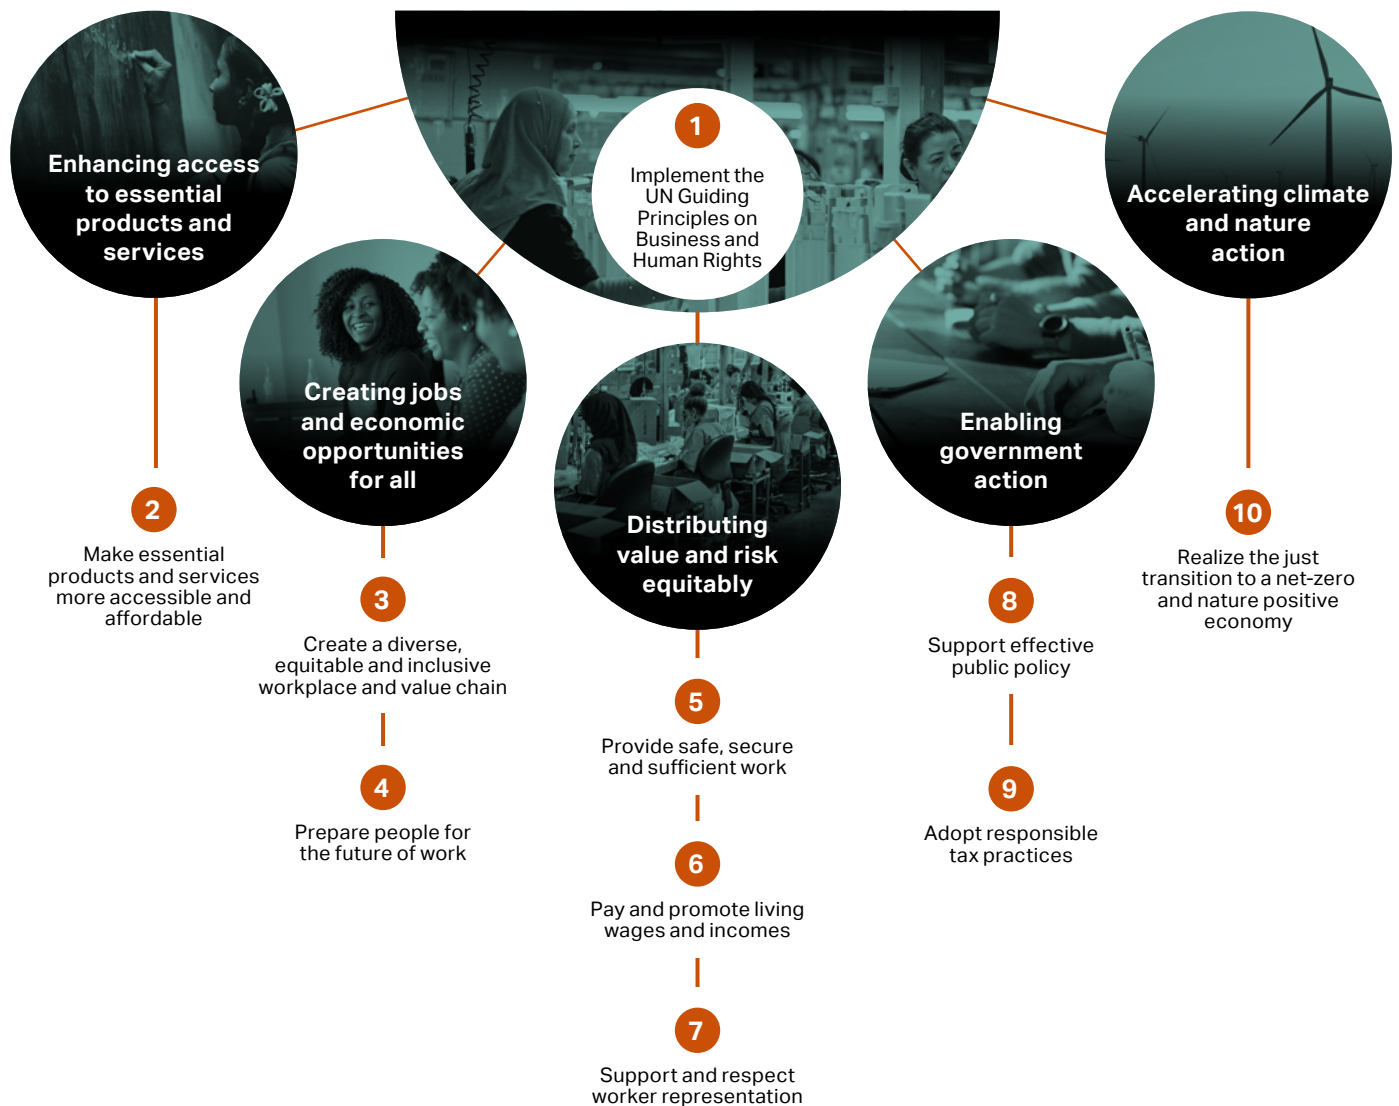 1
Implement the
UN Guiding
Principles on
Business and
Human Rights
Enhancing access
to essential
products and
services
2
Make essential
products and services
more accessible and
affordable
Creating jobs
and economic
opportunities
for all
3
Create a diverse,
equitable and inclusive
workplace and value chain
4
Prepare people for
the future of work
Distributing
value and risk
equitably
5
Provide safe, secure
and sufficient work
6
Pay and promote living
wages and incomes
7
Support and respect
worker representation
Enabling
government
action
8
Support effective
public policy
9
Adopt responsible
tax practices
Accelerating climate
and nature
action
10
Realize the just
transition to a net-zero
and nature positive
economy